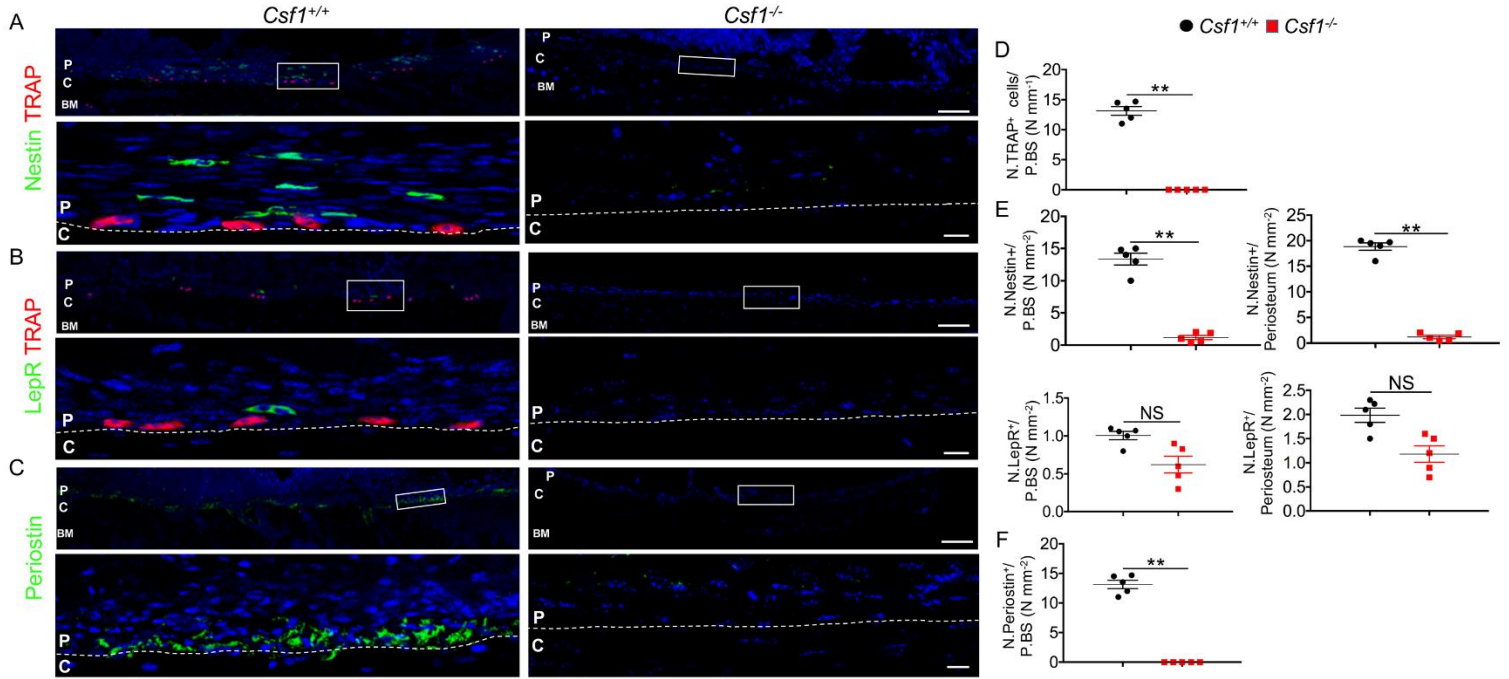 Csf1+/+
Csf1-/-
A
Nestin TRAP
P
C
BM
P
C
BM
P
C
P
C
B
LepR TRAP
P
C
BM
P
C
BM
P
C
P
C
C
Periostin
P
C
BM
P
C
BM
P
C
P
C
Csf1+/+ Csf1-/-
D
N.TRAP+ cells/
P.BS (N mm-1)
15
10
5
0
**
E
N.Nestin+/
P.BS (N mm-2)
20
15
10
5
0
**
N.Nestin+/
Periosteum (N mm-2)
25
20
15
10
5
0
**
N.LepR+/
P.BS (N mm-2)
1.5
1.0
0.5
0.0
NS
N.LepR+/
Periosteum (N mm-2)
2.5
2.0
1.5
1.0
0.5
0.0
NS
F
N.Periostin+/
P.BS (N mm-2)
20
15
10
5
0
**